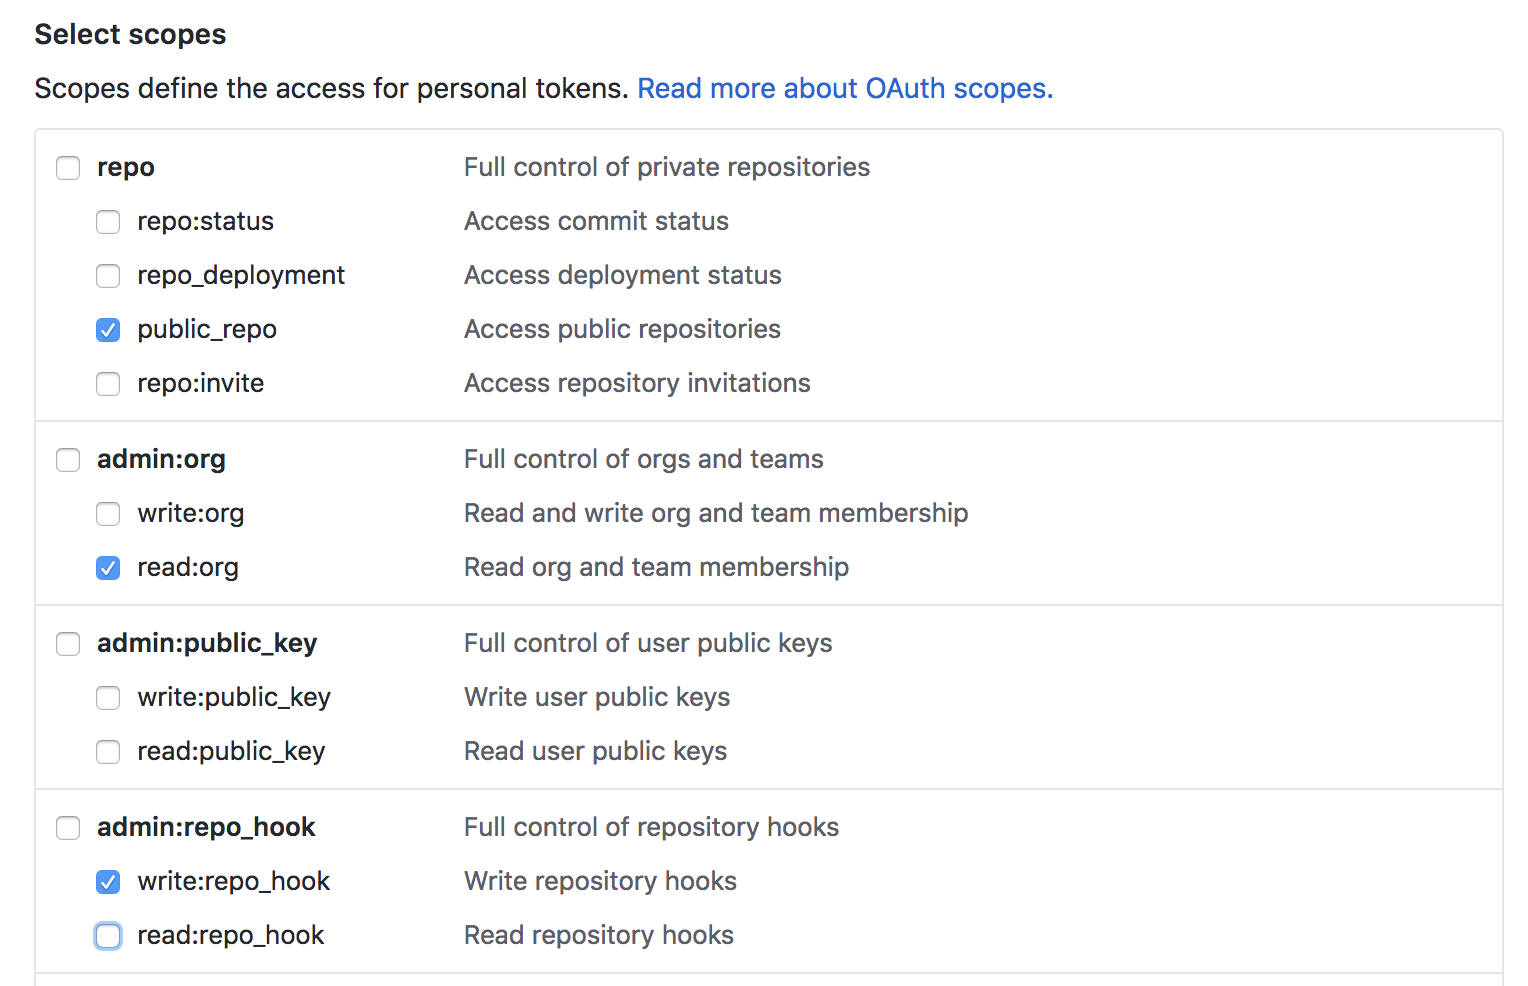 Select scopes
Scopes define the access for personal tokens. Read more about OAuth scopes.
repo Full control of private repositories
repo:status Access commit status
repo_deployment Access deployment status
public_repo Access public repositories
repo:invite Access repository invitations
admin:org Full control of orgs and teams
write:org Read and write org and team membership
read:org Read org and team membership
admin:public_key Full control of user public keys
write:public_key Write user public keys
read:public_key Read user public keys
admin:repo_hook Full control of repository hooks
write:repo_hook Write repository hooks
read:repo_hook Read repository hooks